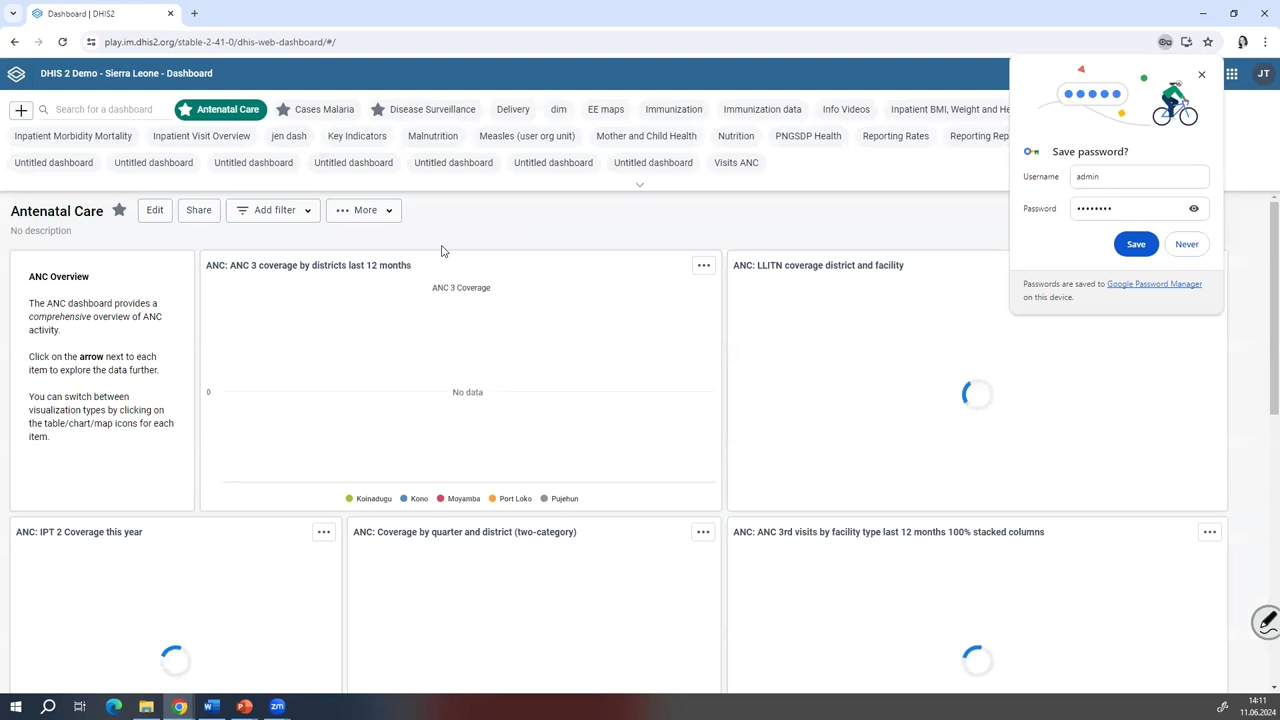 Dashboard | DHIS2
play.im.dhis2.org/stable-2-41-0/dhis-web-dashboard/#/
DHIS 2 Demo - Sierra Leone - Dashboard
JT
Search for a dashboard
Antenatal Care
Cases Malaria
Disease Surveillance
Delivery
dim
EE maps
Immunization
Immunization data
Info Videos
Inpatient BMI, Weight and He
Inpatient Morbidity Mortality
Inpatient Visit Overview
jen dash
Key Indicators
Malnutrition
Measles (user org unit)
Mother and Child Health
Nutrition
PNGSDP Health
Reporting Rates
Reporting Rep
Untitled dashboard
Untitled dashboard
Untitled dashboard
Untitled dashboard
Untitled dashboard
Untitled dashboard
Untitled dashboard
Visits ANC
Save password?
Username
admin
Password
••••••••
Save
Never
Passwords are saved to Google Password Manager
on this device.
Antenatal Care
Edit
Share
Add filter
More
No description
ANC Overview
The ANC dashboard provides a
comprehensive overview of ANC
activity.
Click on the arrow next to each
item to explore the data further.
You can switch between
visualization types by clicking on
the table/chart/map icons for each
item.
ANC: ANC 3 coverage by districts last 12 months
ANC 3 Coverage
0
No data
Koinadugu
Kono
Moyamba
Port Loko
Pujehun
ANC: LLITN coverage district and facility
ANC: IPT 2 Coverage this year
ANC: Coverage by quarter and district (two-category)
ANC: ANC 3rd visits by facility type last 12 months 100% stacked columns
14:11
11.06.2024